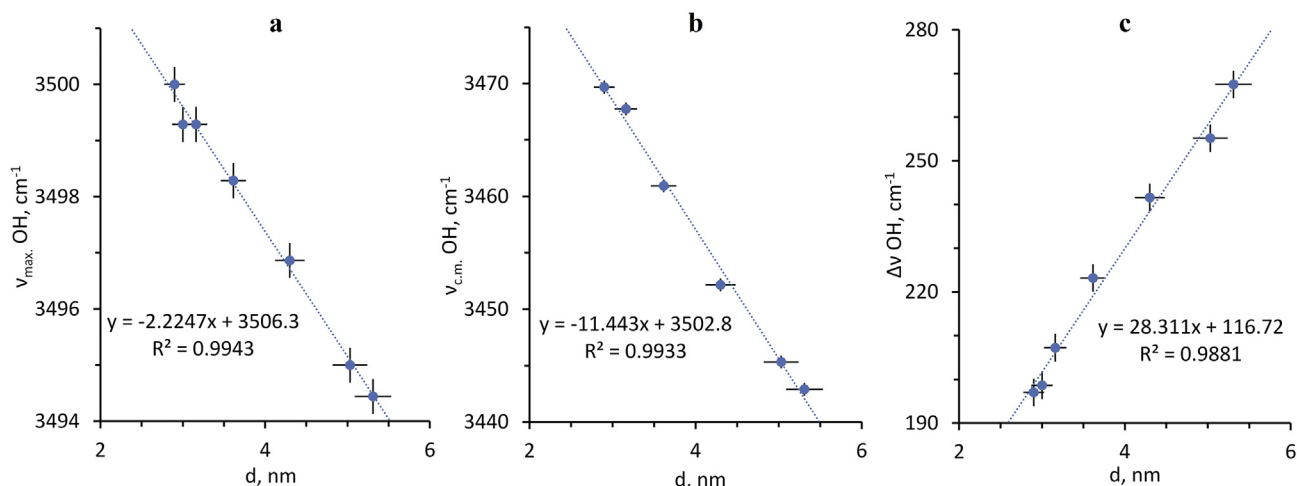 a
3500
3498
3496
3494
ν max. OH, cm-1
y = -2.2247x + 3506.3
R² = 0.9943
2
4
6
d, nm
b
3470
3460
3450
3440
ν c.m. OH, cm-1
y = -11.443x + 3502.8
R² = 0.9933
2
4
6
d, nm
c
280
250
220
190
Δν OH, cm-1
y = 28.311x + 116.72
R² = 0.9881
2
4
6
d, nm